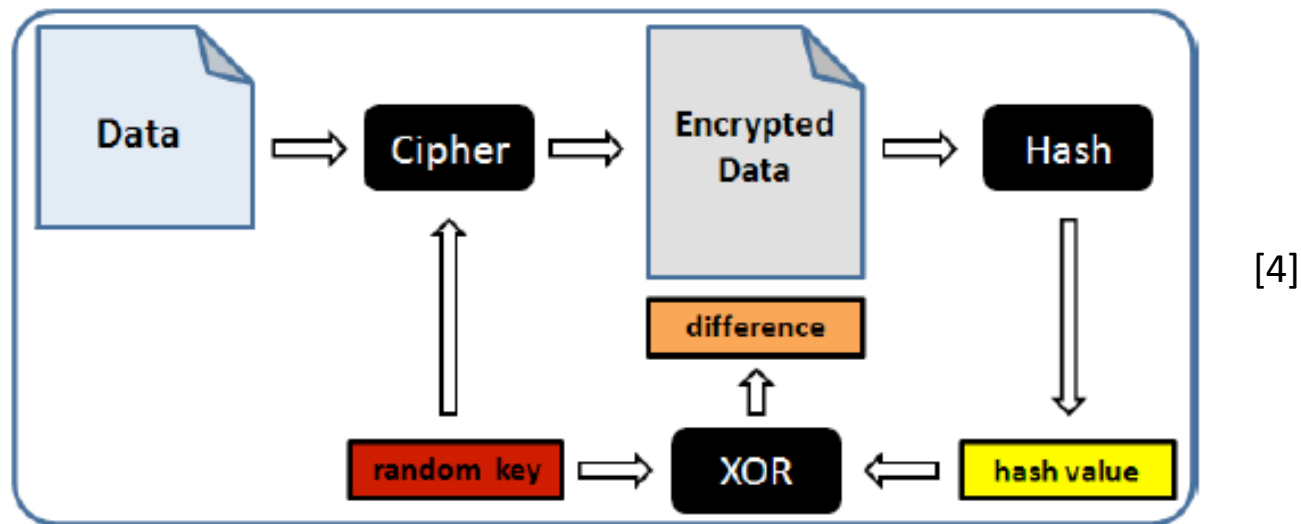 Data
Cipher
Encrypted
Data
Hash
[4]
difference
random key
XOR
hash value